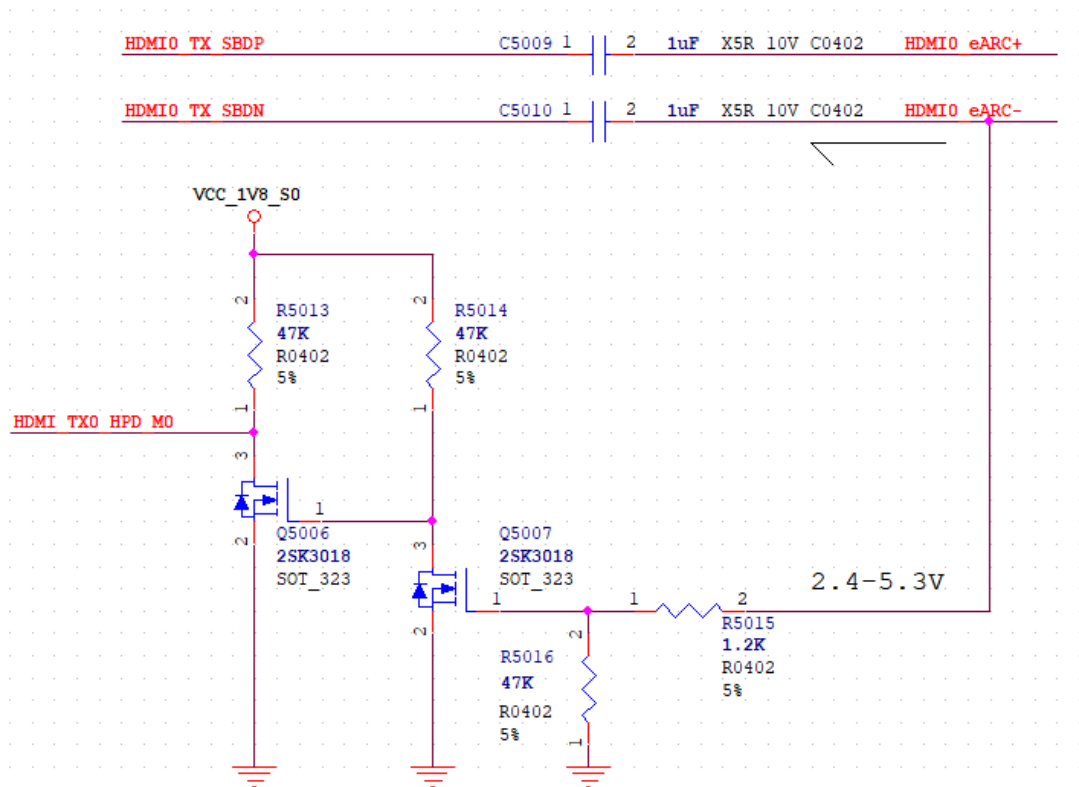 HDMI0 TX SBDP
C5009 1 2 1uF X5R 10V C0402 HDMI0 eARC+
HDMI0 TX SBDN
C5010 1 2 1uF X5R 10V C0402 HDMI0 eARC-
VCC_1V8_S0
2
R5013
47K
R0402
5%
1
2
R5014
47K
R0402
5%
1
HDMI TX0 HPD M0
3
1
2
Q5006
2SK3018
SOT_323
3
Q5007
2SK3018
SOT_323
1
2
1 2
2.4-5.3V
R5015
1.2K
R0402
5%
2
R5016
47K
R0402
5%
1